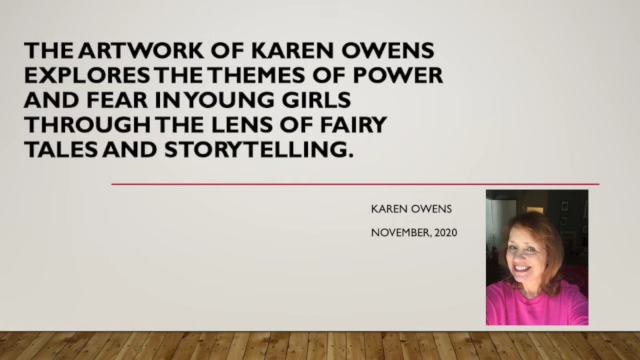 THE ARTWORK OF KAREN OWENS
EXPLORES THE THEMES OF POWER
AND FEAR IN YOUNG GIRLS
THROUGH THE LENS OF FAIRY
TALES AND STORYTELLING.
KAREN OWENS
NOVEMBER, 2020